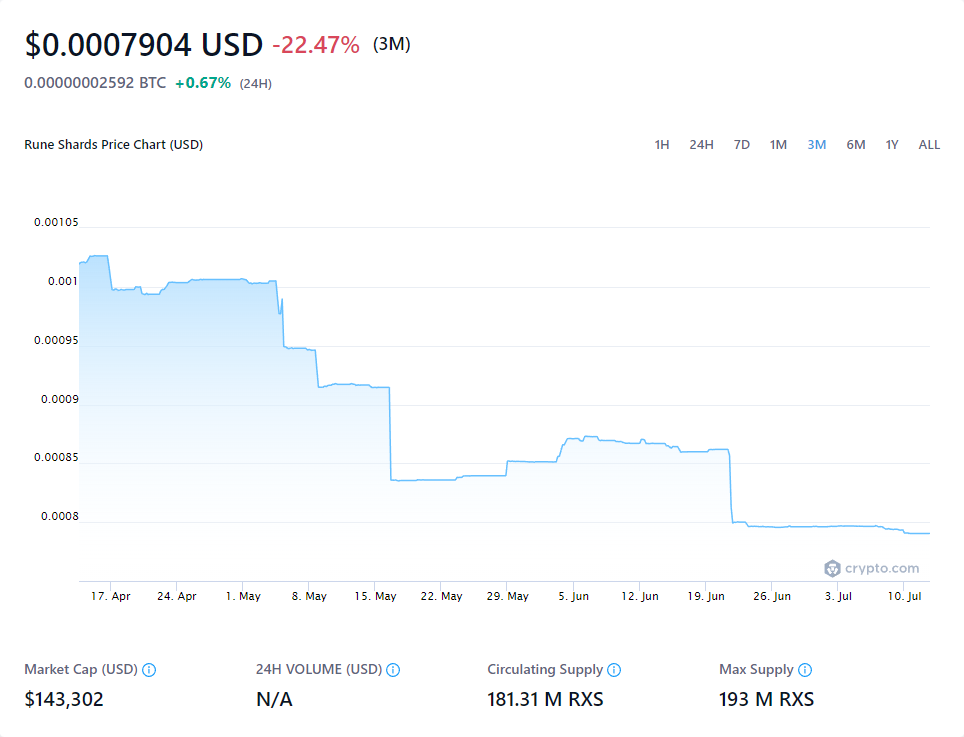 $0.0007904 USD -22.47% (3M)
0.00000002592 BTC +0.67% (24H)
Rune Shards Price Chart (USD)
1H 24H 7D 1M 3M 6M 1Y ALL
0.00105
0.001
0.00095
0.0009
0.00085
0.0008
crypto.com
17. Apr 24. Apr 1. May 8. May 15. May 22. May 29. May 5. Jun 12. Jun 19. Jun 26. Jun 3. Jul 10. Jul
Market Cap (USD) 24H VOLUME (USD) Circulating Supply Max Supply
$143,302 N/A 181.31 M RXS 193 M RXS